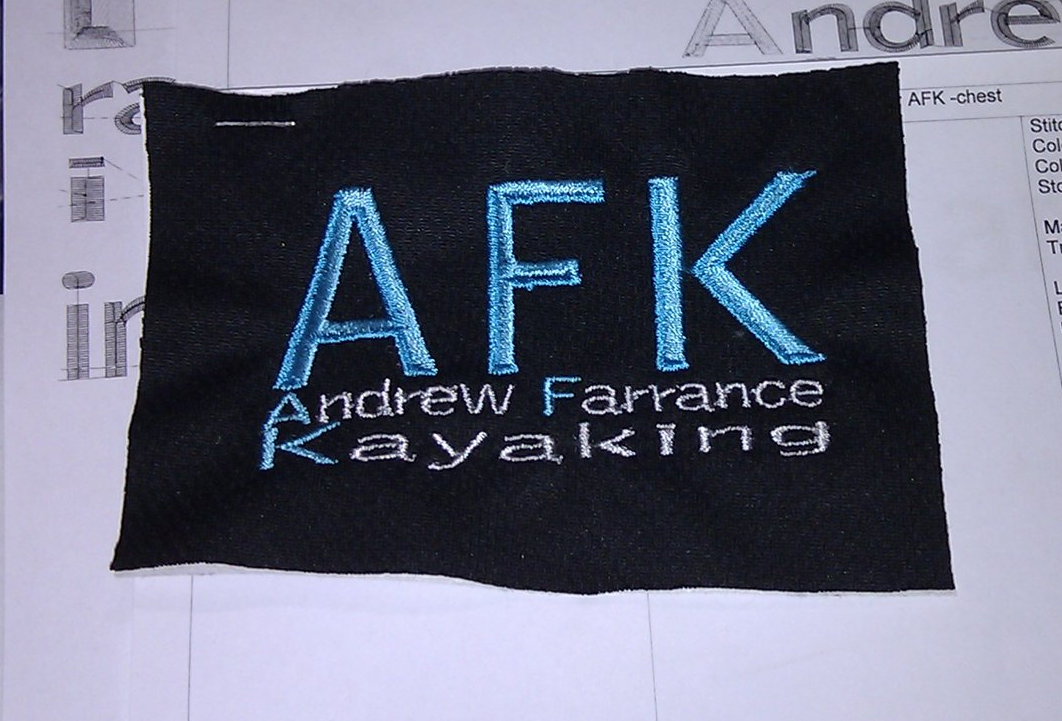 Andre
AFK -chest
AFK
Andrew Farrance
Kayaking